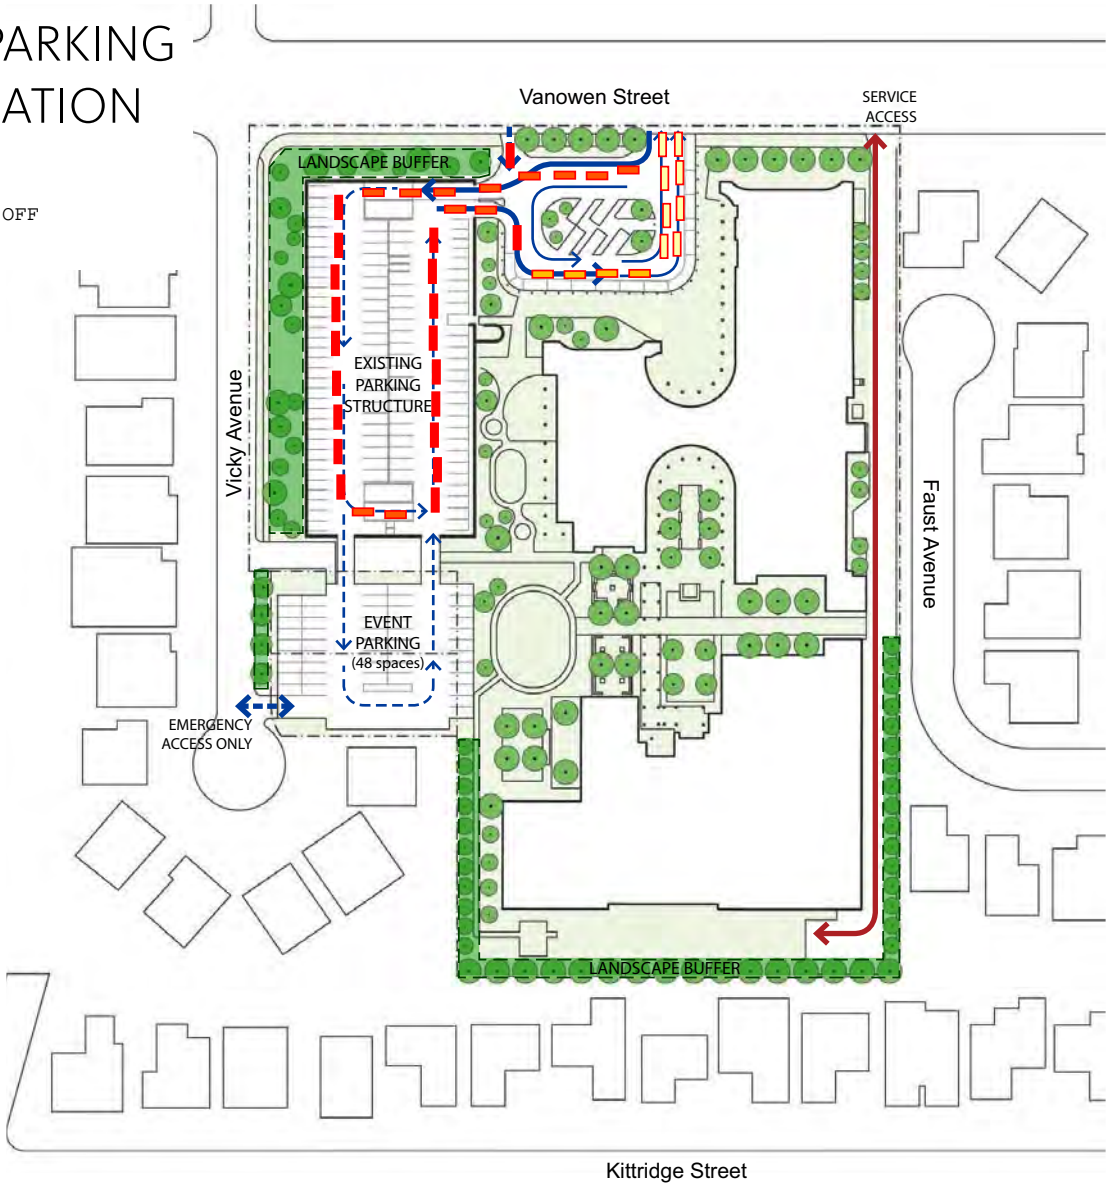 PARKING
ATION
OFF
Vanowen Street
SERVICE
ACCESS
LANDSCAPE BUFFER
Vicky Avenue
EXISTING
PARKING
STRUCTURE
Faust Avenue
EVENT
PARKING
(48 spaces)
EMERGENCY
ACCESS ONLY
LANDSCAPE BUFFER
Kittridge Street